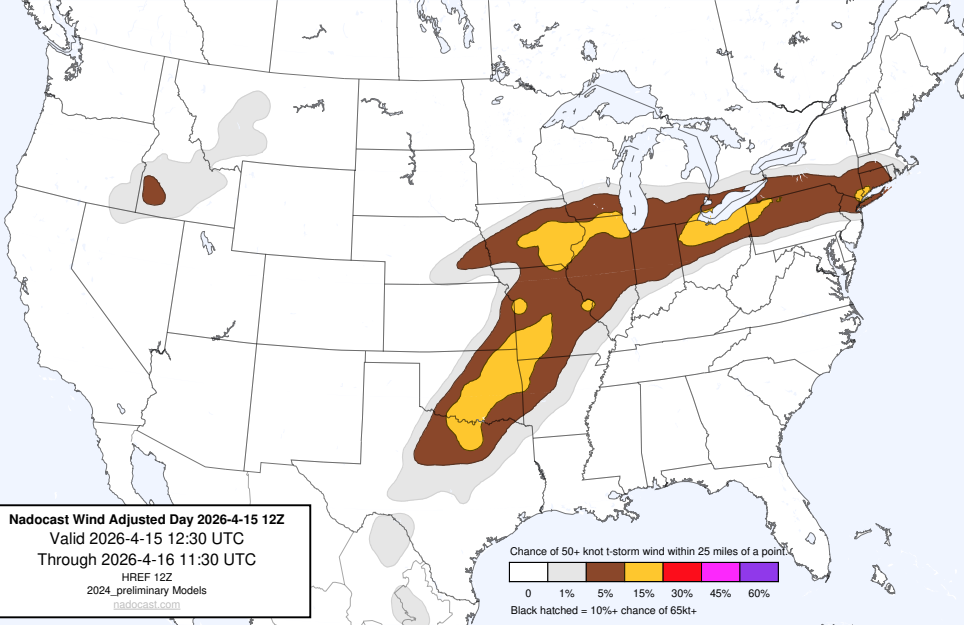 Nadocast Wind Adjusted Day 2026-4-15 12Z
Valid 2026-4-15 12:30 UTC
Through 2026-4-16 11:30 UTC
HREF 12Z
2024_preliminary Models
nadocast.com
Chance of 50+ knot t-storm wind within 25 miles of a point.
0 1% 5% 15% 30% 45% 60%
Black hatched = 10%+ chance of 65kt+